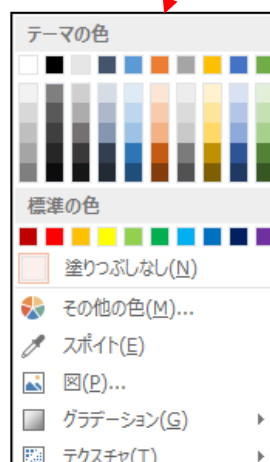 テーマの色
標準の色
塗りつぶしなし(N)
その他の色(M)...
スポイト(E)
図(P)...
グラデーション(G)
テクスチャ(T)